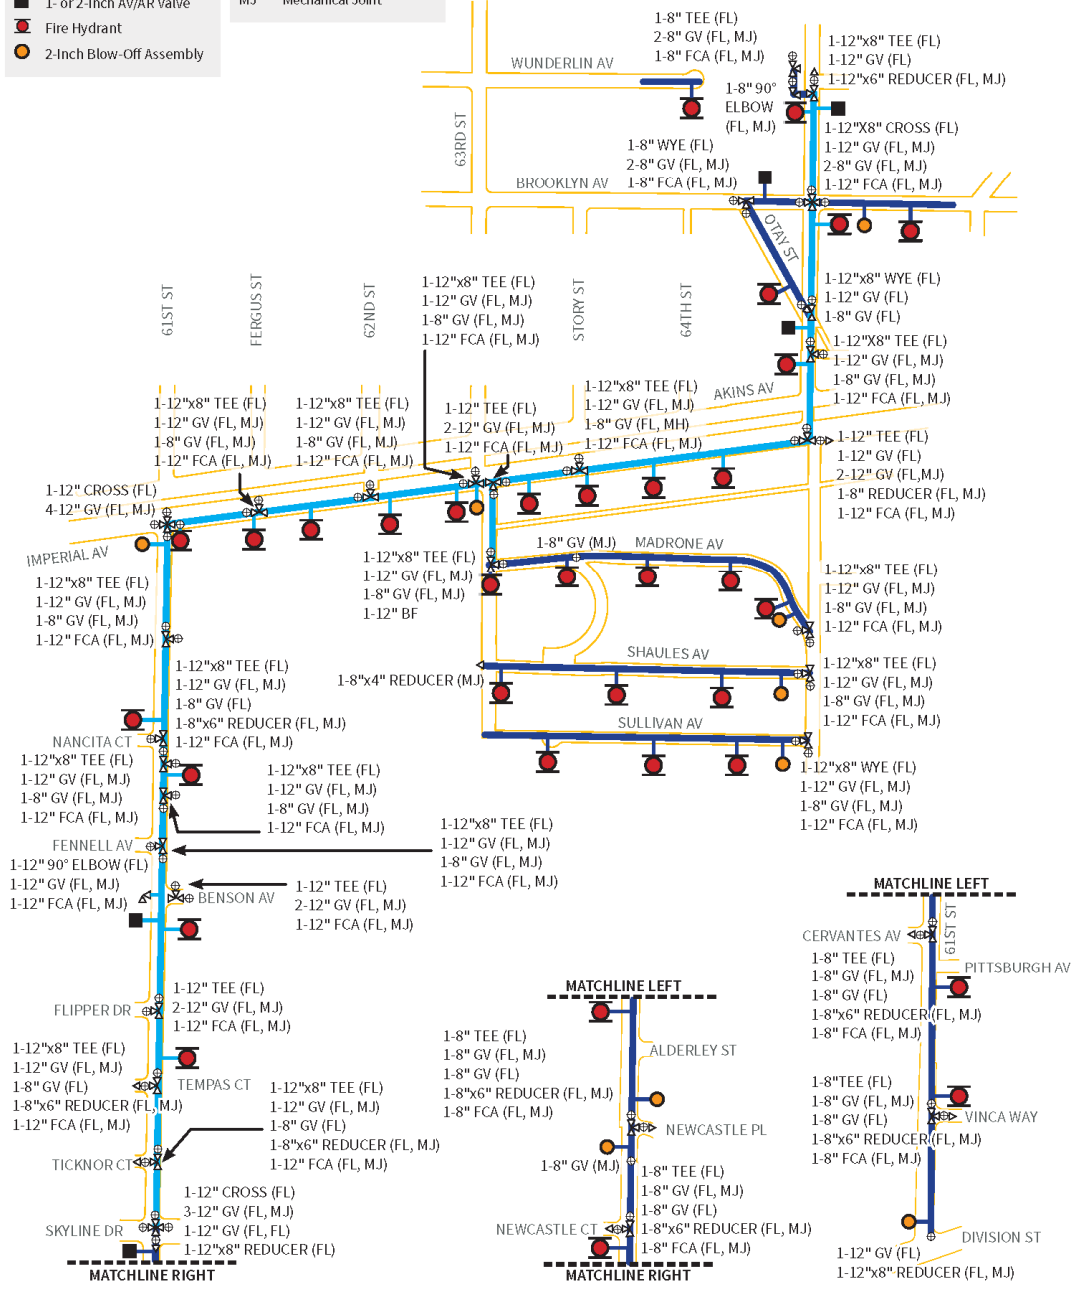 1- or 2-Inch AV/AR Valve
Fire Hydrant
2-Inch Blow-Off Assembly
MJ Mechanical Joint
WUNDERLIN AV
63RD ST
1-8" TEE (FL)
2-8" GV (FL, MJ)
1-8" FCA (FL, MJ)
1-8" 90°
ELBOW
(FL, MJ)
1-12"x8" TEE (FL)
1-12" GV (FL)
1-12"x6" REDUCER (FL, MJ)
1-8" WYE (FL)
2-8" GV (FL, MJ)
1-8" FCA (FL, MJ)
1-12"X8" CROSS (FL)
1-12" GV (FL, MJ)
2-8" GV (FL, MJ)
1-12" FCA (FL, MJ)
BROOKLYN AV
OTAY ST
61ST ST
FERGUS ST
62ND ST
STORY ST
64TH ST
1-12"x8" TEE (FL)
1-12" GV (FL, MJ)
1-8" GV (FL, MJ)
1-12" FCA (FL, MJ)
1-12"x8" WYE (FL)
1-12" GV (FL)
1-8" GV (FL)
1-12"X8" TEE (FL)
1-12" GV (FL, MJ)
1-8" GV (FL, MJ)
1-12" FCA (FL, MJ)
AKINS AV
1-12"x8" TEE (FL)
1-12" GV (FL, MJ)
1-8" GV (FL, MJ)
1-12" FCA (FL, MJ)
1-12"x8" TEE (FL)
1-12" GV (FL, MJ)
1-8" GV (FL, MJ)
1-12" FCA (FL, MJ)
1-12" TEE (FL)
2-12" GV (FL, MJ)
1-12" FCA (FL, MJ)
1-12"x8" TEE (FL)
1-12" GV (FL, MJ)
1-8" GV (FL, MH)
1-12" FCA (FL, MJ)
1-12" TEE (FL)
1-12" GV (FL)
2-12" GV (FL,MJ)
1-8" REDUCER (FL, MJ)
1-12" FCA (FL, MJ)
1-12" CROSS (FL)
4-12" GV (FL, MJ)
IMPERIAL AV
1-12"x8" TEE (FL)
1-12" GV (FL, MJ)
1-8" GV (FL, MJ)
1-12" BF
1-8" GV (MJ)
MADRONE AV
1-12"x8" TEE (FL)
1-12" GV (FL, MJ)
1-8" GV (FL, MJ)
1-12" FCA (FL, MJ)
1-12"x8" TEE (FL)
1-12" GV (FL, MJ)
1-8" GV (FL, MJ)
1-12" FCA (FL, MJ)
SHAULES AV
1-8"x4" REDUCER (MJ)
1-12"x8" TEE (FL)
1-12" GV (FL, MJ)
1-8" GV (FL, MJ)
1-12" FCA (FL, MJ)
SULLIVAN AV
1-12"x8" WYE (FL)
1-12" GV (FL, MJ)
1-8" GV (FL, MJ)
1-12" FCA (FL, MJ)
1-12"x8" TEE (FL)
1-12" GV (FL, MJ)
1-8" GV (FL)
1-8"x6" REDUCER (FL, MJ)
1-12" FCA (FL, MJ)
NANCITA CT
1-12"x8" TEE (FL)
1-12" GV (FL, MJ)
1-8" GV (FL, MJ)
1-12" FCA (FL, MJ)
1-12"x8" TEE (FL)
1-12" GV (FL, MJ)
1-8" GV (FL, MJ)
1-12" FCA (FL, MJ)
FENNELL AV
1-12"x8" TEE (FL)
1-12" GV (FL, MJ)
1-8" GV (FL, MJ)
1-12" FCA (FL, MJ)
1-12" 90° ELBOW (FL)
1-12" GV (FL, MJ)
1-12" FCA (FL, MJ)
BENSON AV
1-12" TEE (FL)
2-12" GV (FL, MJ)
1-12" FCA (FL, MJ)
1-12" TEE (FL)
2-12" GV (FL, MJ)
1-12" FCA (FL, MJ)
FLIPPER DR
1-12"x8" TEE (FL)
1-12" GV (FL, MJ)
1-8" GV (FL)
1-8"x6" REDUCER (FL, MJ)
1-12" FCA (FL, MJ)
TEMPAS CT
1-12"x8" TEE (FL)
1-12" GV (FL, MJ)
1-8" GV (FL)
1-8"x6" REDUCER (FL, MJ)
1-12" FCA (FL, MJ)
TICKNOR CT
1-12" CROSS (FL)
3-12" GV (FL, MJ)
1-12" GV (FL, FL)
1-12"x8" REDUCER (FL)
SKYLINE DR
MATCHLINE RIGHT
MATCHLINE LEFT
1-8" TEE (FL)
1-8" GV (FL, MJ)
1-8" GV (FL)
1-8"x6" REDUCER (FL, MJ)
1-8" FCA (FL, MJ)
ALDERLEY ST
NEWCASTLE PL
1-8" GV (MJ)
1-8" TEE (FL)
1-8" GV (FL, MJ)
1-8" GV (FL)
1-8"x6" REDUCER (FL, MJ)
1-8" FCA (FL, MJ)
NEWCASTLE CT
MATCHLINE RIGHT
MATCHLINE LEFT
61ST ST
CERVANTES AV
1-8" TEE (FL)
1-8" GV (FL, MJ)
1-8" GV (FL)
1-8"x6" REDUCER (FL, MJ)
1-8" FCA (FL, MJ)
PITTSBURGH AV
1-8"TEE (FL)
1-8" GV (FL, MJ)
1-8" GV (FL)
1-8"x6" REDUCER (FL, MJ)
1-8" FCA (FL, MJ)
VINCA WAY
DIVISION ST
1-12" GV (FL)
1-12"x8" REDUCER (FL, MJ)